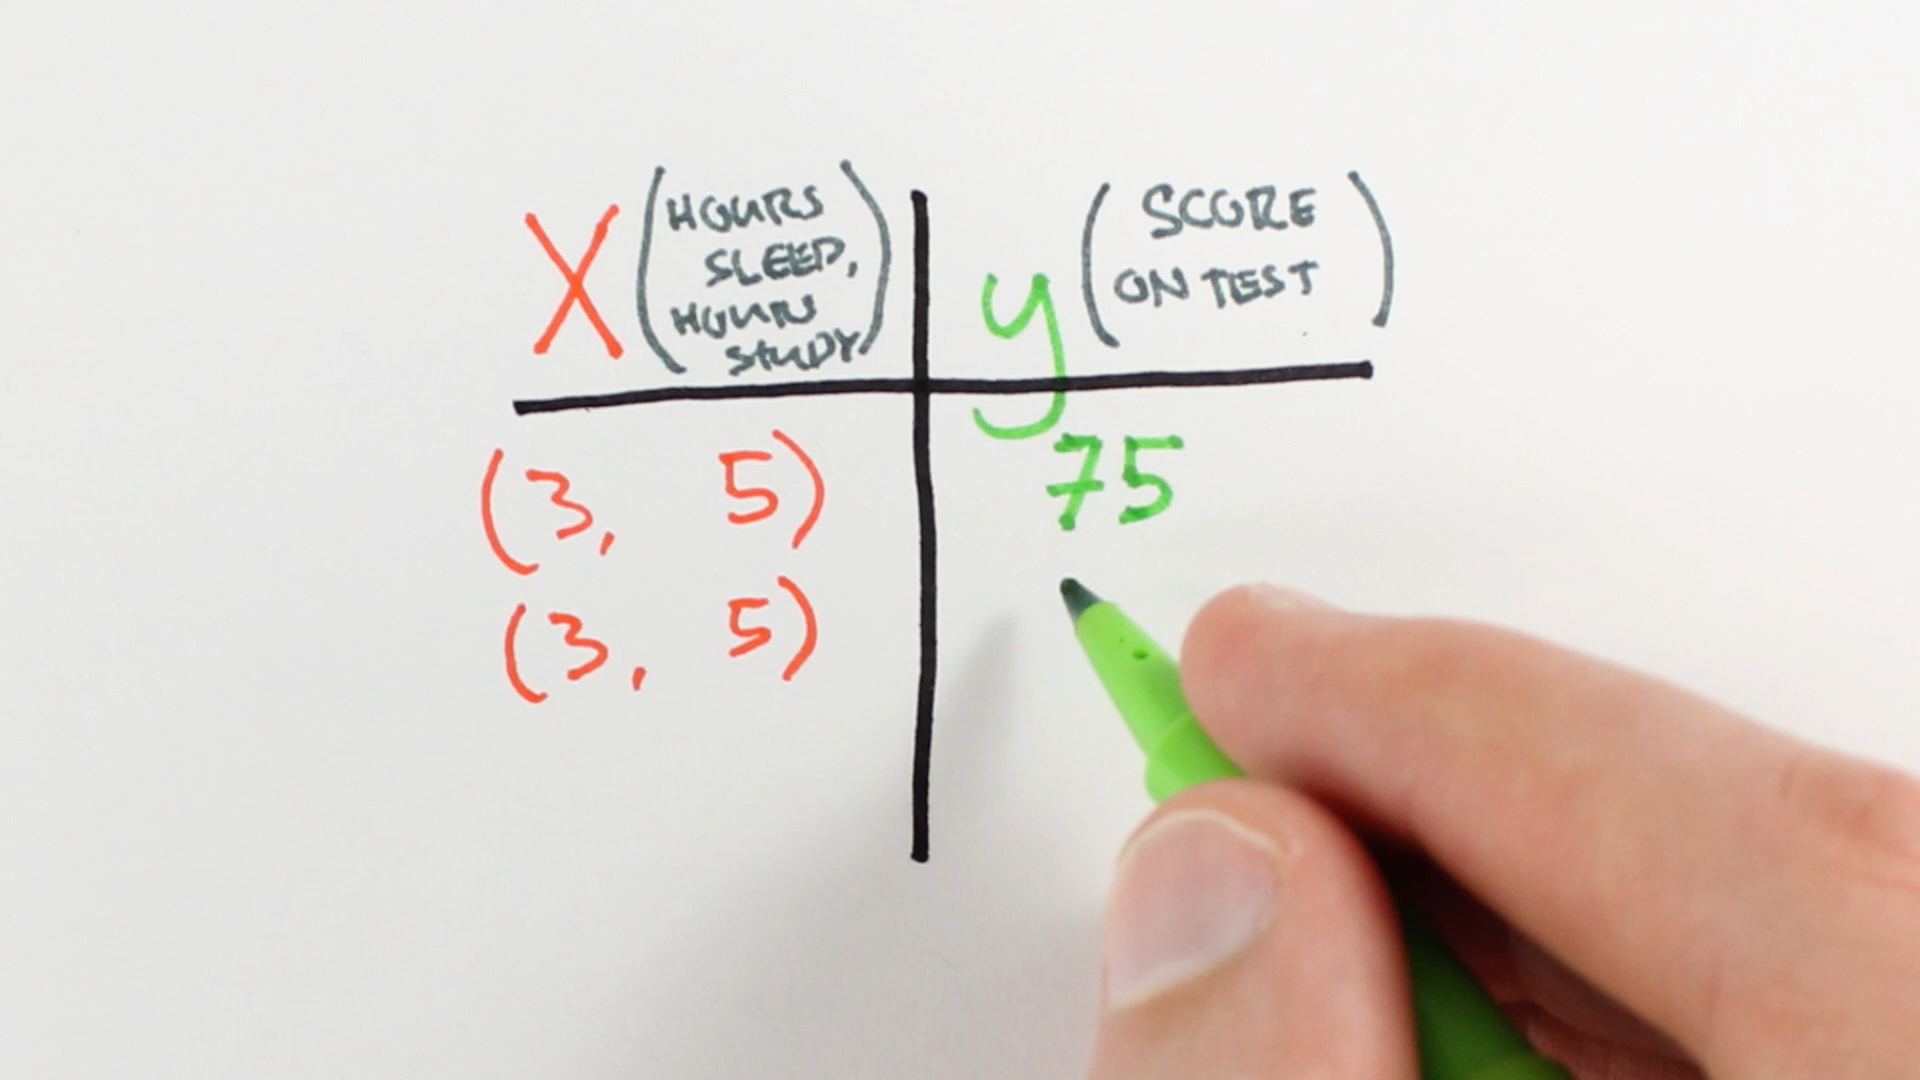 X (HOURS
SLEEP,
HOURS
STUDY)
y (SCORE
ON TEST)
(3, 5)
75
(3, 5)